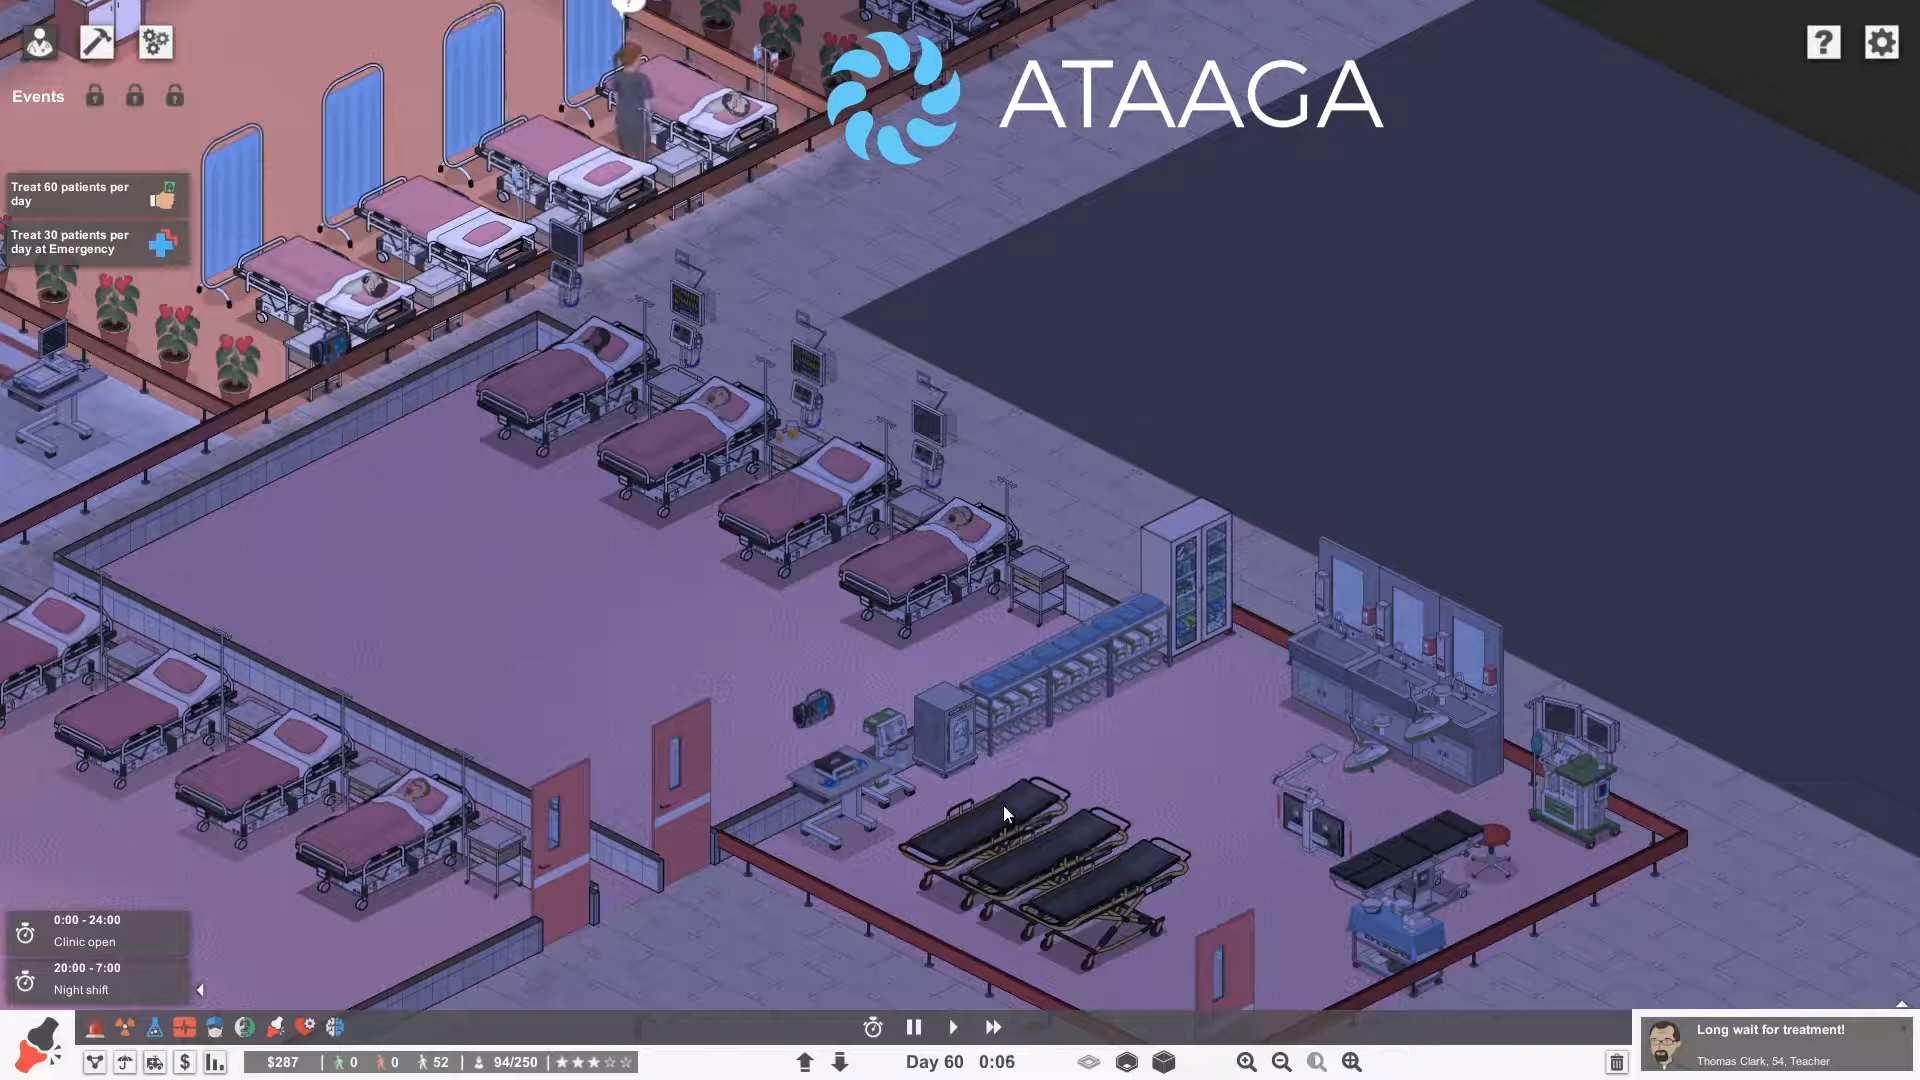 ATAAGA
?
Events
Treat 60 patients per
day
Treat 30 patients per
day at Emergency
0:00 - 24:00
Clinic open
20:00 - 7:00
Night shift
$287 | 0 0 52 | 94/250 |
Day 60 0:06
Long wait for treatment!
Thomas Clark, 54, Teacher